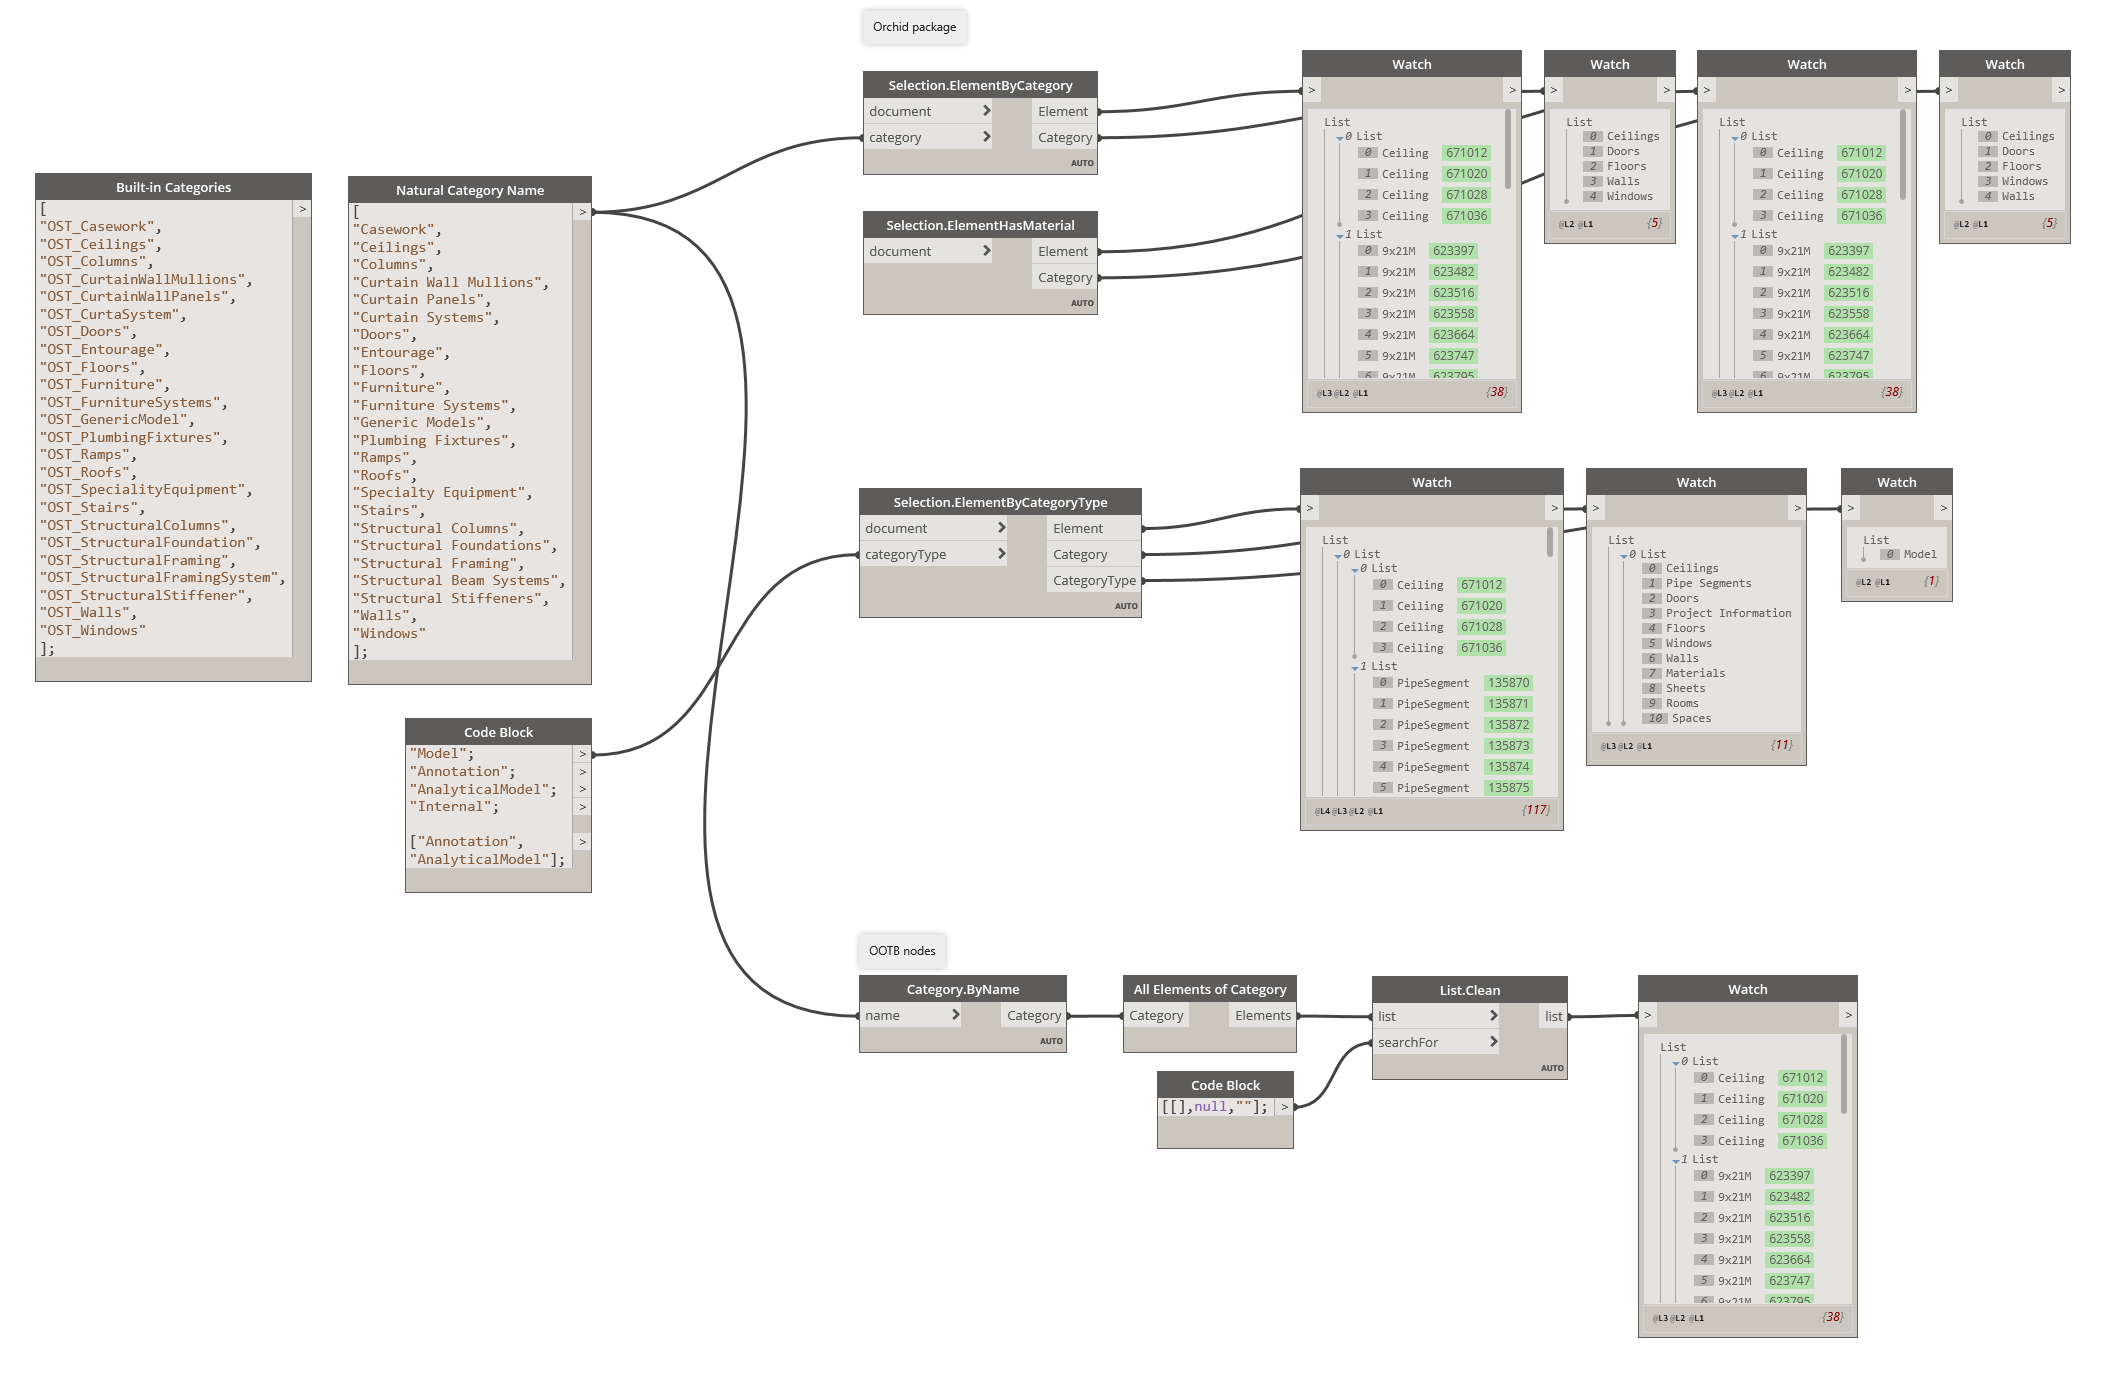 Orchid package
Built-in Categories
[
"OST_Casework",
"OST_Ceilings",
"OST_Columns",
"OST_CurtainWallMullions",
"OST_CurtainWallPanels",
"OST_CurtaSystem",
"OST_Doors",
"OST_Entourage",
"OST_Floors",
"OST_Furniture",
"OST_FurnitureSystems",
"OST_GenericModel",
"OST_PlumbingFixtures",
"OST_Ramps",
"OST_Roofs",
"OST_SpecialityEquipment",
"OST_Stairs",
"OST_StructuralColumns",
"OST_StructuralFoundation",
"OST_StructuralFraming",
"OST_StructuralFramingSystem",
"OST_StructuralStiffener",
"OST_Walls",
"OST_Windows"
];
>
Natural Category Name
[
"Casework",
"Ceilings",
"Columns",
"Curtain Wall Mullions",
"Curtain Panels",
"Curtain Systems",
"Doors",
"Entourage",
"Floors",
"Furniture",
"Furniture Systems",
"Generic Models",
"Plumbing Fixtures",
"Ramps",
"Roofs",
"Specialty Equipment",
"Stairs",
"Structural Columns",
"Structural Foundations",
"Structural Framing",
"Structural Beam Systems",
"Structural Stiffeners",
"Walls",
"Windows"
];
>
Code Block
"Model"; >
"Annotation"; >
"AnalyticalModel"; >
"Internal"; >
["Annotation", >
"AnalyticalModel"];
Selection.ElementByCategory
document > Element
category > Category
AUTO
Selection.ElementHasMaterial
document > Element
Category
AUTO
Watch
> >
List
0 List
0 Ceiling 671012
1 Ceiling 671020
2 Ceiling 671028
3 Ceiling 671036
1 List
0 9x21M 623397
1 9x21M 623482
2 9x21M 623516
3 9x21M 623558
4 9x21M 623664
5 9x21M 623747
6 9x21M 623795
@L3 @L2 @L1 {38}
Watch
> >
List
0 Ceilings
1 Doors
2 Floors
3 Walls
4 Windows
@L2 @L1 {5}
Watch
> >
List
0 List
0 Ceiling 671012
1 Ceiling 671020
2 Ceiling 671028
3 Ceiling 671036
1 List
0 9x21M 623397
1 9x21M 623482
2 9x21M 623516
3 9x21M 623558
4 9x21M 623664
5 9x21M 623747
6 9x21M 623795
@L3 @L2 @L1 {38}
Watch
> >
List
0 Ceilings
1 Doors
2 Floors
3 Windows
4 Walls
@L2 @L1 {5}
Selection.ElementByCategoryType
document > Element
categoryType > Category
CategoryType
AUTO
Watch
> >
List
0 List
0 List
0 Ceiling 671012
1 Ceiling 671020
2 Ceiling 671028
3 Ceiling 671036
1 List
0 PipeSegment 135870
1 PipeSegment 135871
2 PipeSegment 135872
3 PipeSegment 135873
4 PipeSegment 135874
5 PipeSegment 135875
@L4 @L3 @L2 @L1 {117}
Watch
> >
List
0 List
0 Ceilings
1 Pipe Segments
2 Doors
3 Project Information
4 Floors
5 Windows
6 Walls
7 Materials
8 Sheets
9 Rooms
10 Spaces
@L3 @L2 @L1 {11}
Watch
> >
List
0 Model
@L2 @L1 {1}
OOTB nodes
Category.ByName
name > Category
AUTO
All Elements of Category
Category Elements
Code Block
[[],null,""]; >
List.Clean
list > list
searchFor >
AUTO
Watch
> >
List
0 List
0 Ceiling 671012
1 Ceiling 671020
2 Ceiling 671028
3 Ceiling 671036
1 List
0 9x21M 623397
1 9x21M 623482
2 9x21M 623516
3 9x21M 623558
4 9x21M 623664
5 9x21M 623747
6 9x21M 623795
@L3 @L2 @L1 {38}